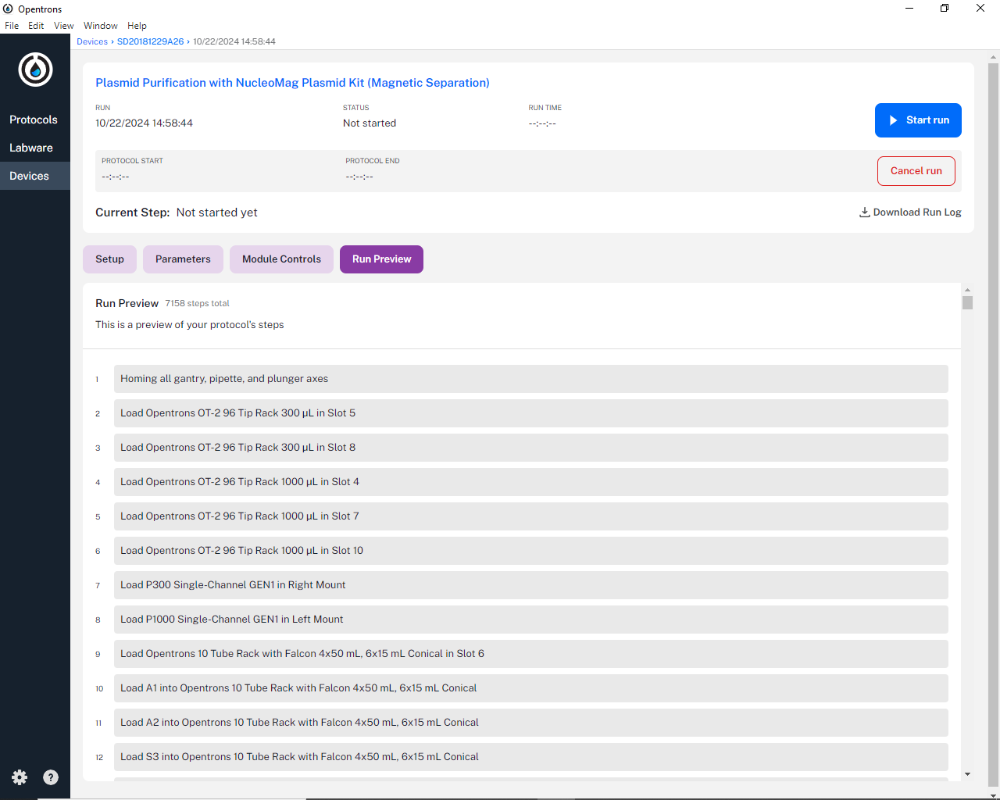 Opentrons
File Edit View Window Help
Devices › SD20181229A26 › 10/22/2024 14:58:44
Protocols
Labware
Devices
Plasmid Purification with NucleoMag Plasmid Kit (Magnetic Separation)
RUN STATUS RUN TIME
10/22/2024 14:58:44 Not started --:--:--
Start run
PROTOCOL START PROTOCOL END
--:--:-- --:--:--
Cancel run
Current Step: Not started yet
Download Run Log
Setup Parameters Module Controls Run Preview
Run Preview 7158 steps total
This is a preview of your protocol's steps
1 Homing all gantry, pipette, and plunger axes
2 Load Opentrons OT-2 96 Tip Rack 300 µL in Slot 5
3 Load Opentrons OT-2 96 Tip Rack 300 µL in Slot 8
4 Load Opentrons OT-2 96 Tip Rack 1000 µL in Slot 4
5 Load Opentrons OT-2 96 Tip Rack 1000 µL in Slot 7
6 Load Opentrons OT-2 96 Tip Rack 1000 µL in Slot 10
7 Load P300 Single-Channel GEN1 in Right Mount
8 Load P1000 Single-Channel GEN1 in Left Mount
9 Load Opentrons 10 Tube Rack with Falcon 4x50 mL, 6x15 mL Conical in Slot 6
10 Load A1 into Opentrons 10 Tube Rack with Falcon 4x50 mL, 6x15 mL Conical
11 Load A2 into Opentrons 10 Tube Rack with Falcon 4x50 mL, 6x15 mL Conical
12 Load S3 into Opentrons 10 Tube Rack with Falcon 4x50 mL, 6x15 mL Conical